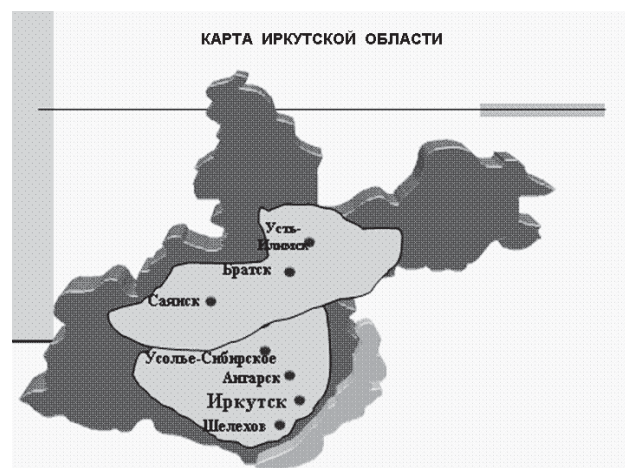 КАРТА ИРКУТСКОЙ ОБЛАСТИ
Усть-
Илимск
Братск
Саянск
Усолье-Сибирское
Ангарск
Иркутск
Шелехов